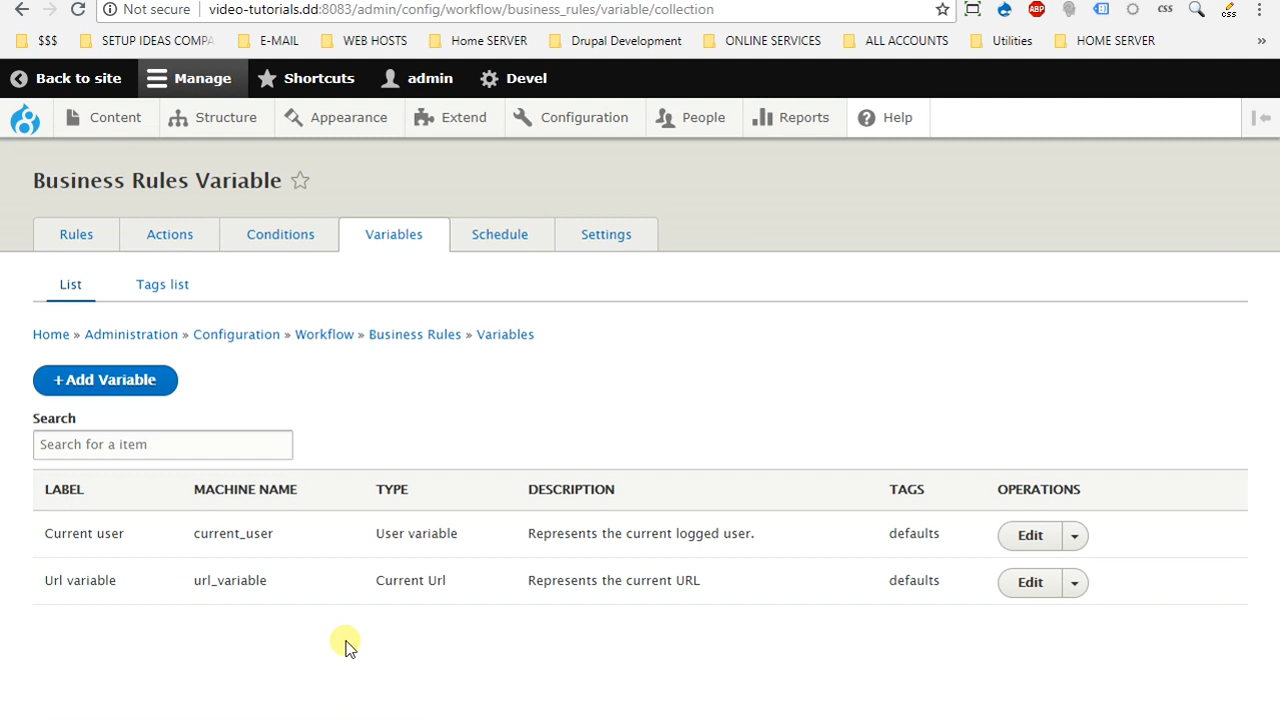 Not secure video-tutorials.dd:8083/admin/config/workflow/business_rules/variable/collection ABP css css
$$$ SETUP IDEAS COMPA E-MAIL WEB HOSTS Home SERVER Drupal Development ONLINE SERVICES ALL ACCOUNTS Utilities HOME SERVER »
Back to site Manage Shortcuts admin Devel
Content Structure Appearance Extend Configuration People Reports Help
Business Rules Variable
Rules Actions Conditions Variables Schedule Settings
List Tags list
Home » Administration » Configuration » Workflow » Business Rules » Variables
+ Add Variable
Search
Search for a item
LABEL MACHINE NAME TYPE DESCRIPTION TAGS OPERATIONS
Current user current_user User variable Represents the current logged user. defaults Edit
Url variable url_variable Current Url Represents the current URL defaults Edit